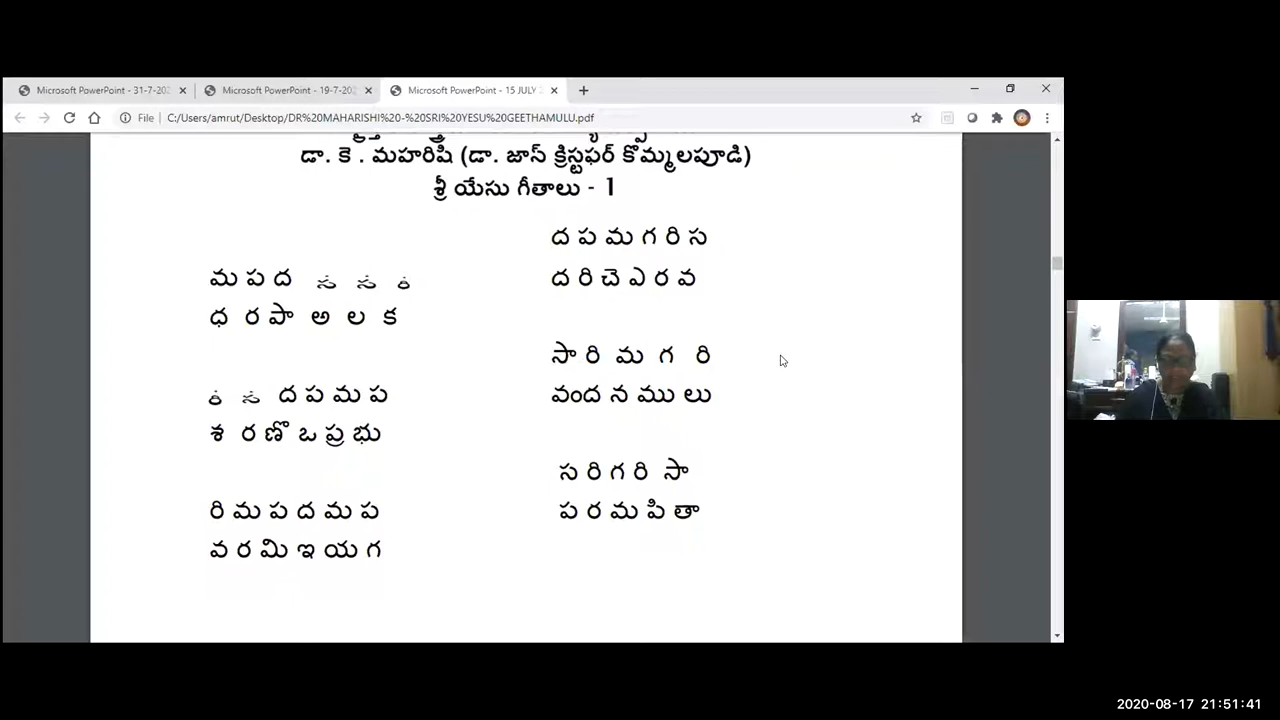 Microsoft PowerPoint - 31-7-202
Microsoft PowerPoint - 19-7-202
Microsoft PowerPoint - 15 JULY
File C:/Users/amrut/Desktop/DR%20MAHARISHI%20-%20SRI%20YESU%20GEETHAMULU.pdf
డా. కె . మహరిషి (డా. జాస్ క్రిస్టఫర్ కొమ్మలపూడి)
శ్రీ యేసు గీతాలు - 1
మ ప ద స స రి
ధ ర పా అ ల క
రి స ద ప మ ప
శ ర ణొ ఒ ప్ర భు
రి మ ప ద మ ప
వ ర మి ఇ య గ
ద ప మ గ రి స
ద రి చె ఎ ర వ
సా రి మ గ రి
వంద న ము లు
స రి గ రి సా
ప ర మ పి తా
2020-08-17 21:51:41